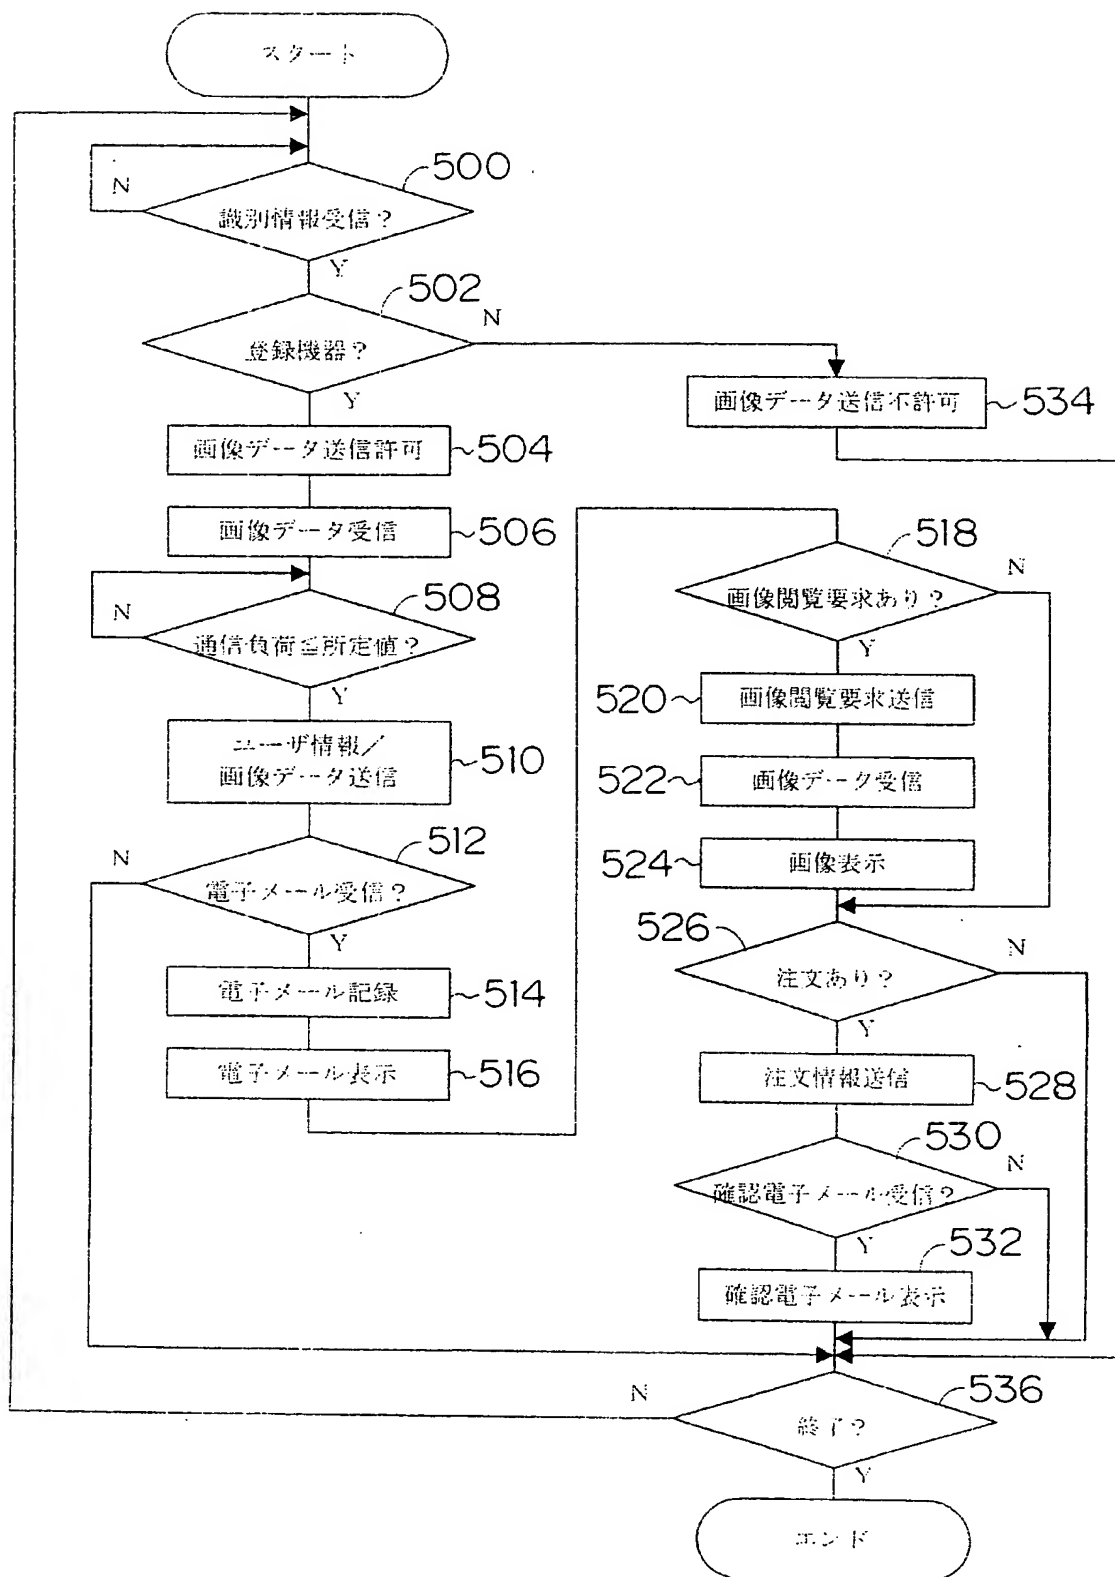 スタート
500
N
識別情報受信?
Y
502
N
登録機器?
Y
画像データ送信不許可
534
画像データ送信許可
504
画像データ受信
506
508
N
通信負荷≦所定値?
Y
ユーザ情報/
画像データ送信
510
512
N
電子メール受信?
Y
電子メール記録
514
電子メール表示
516
518
N
画像閲覧要求あり?
Y
520
画像閲覧要求送信
522
画像データ受信
524
画像表示
526
N
注文あり?
Y
注文情報送信
528
530
N
確認電子メール受信?
Y
532
確認電子メール表示
N
536
終了?
Y
エンド